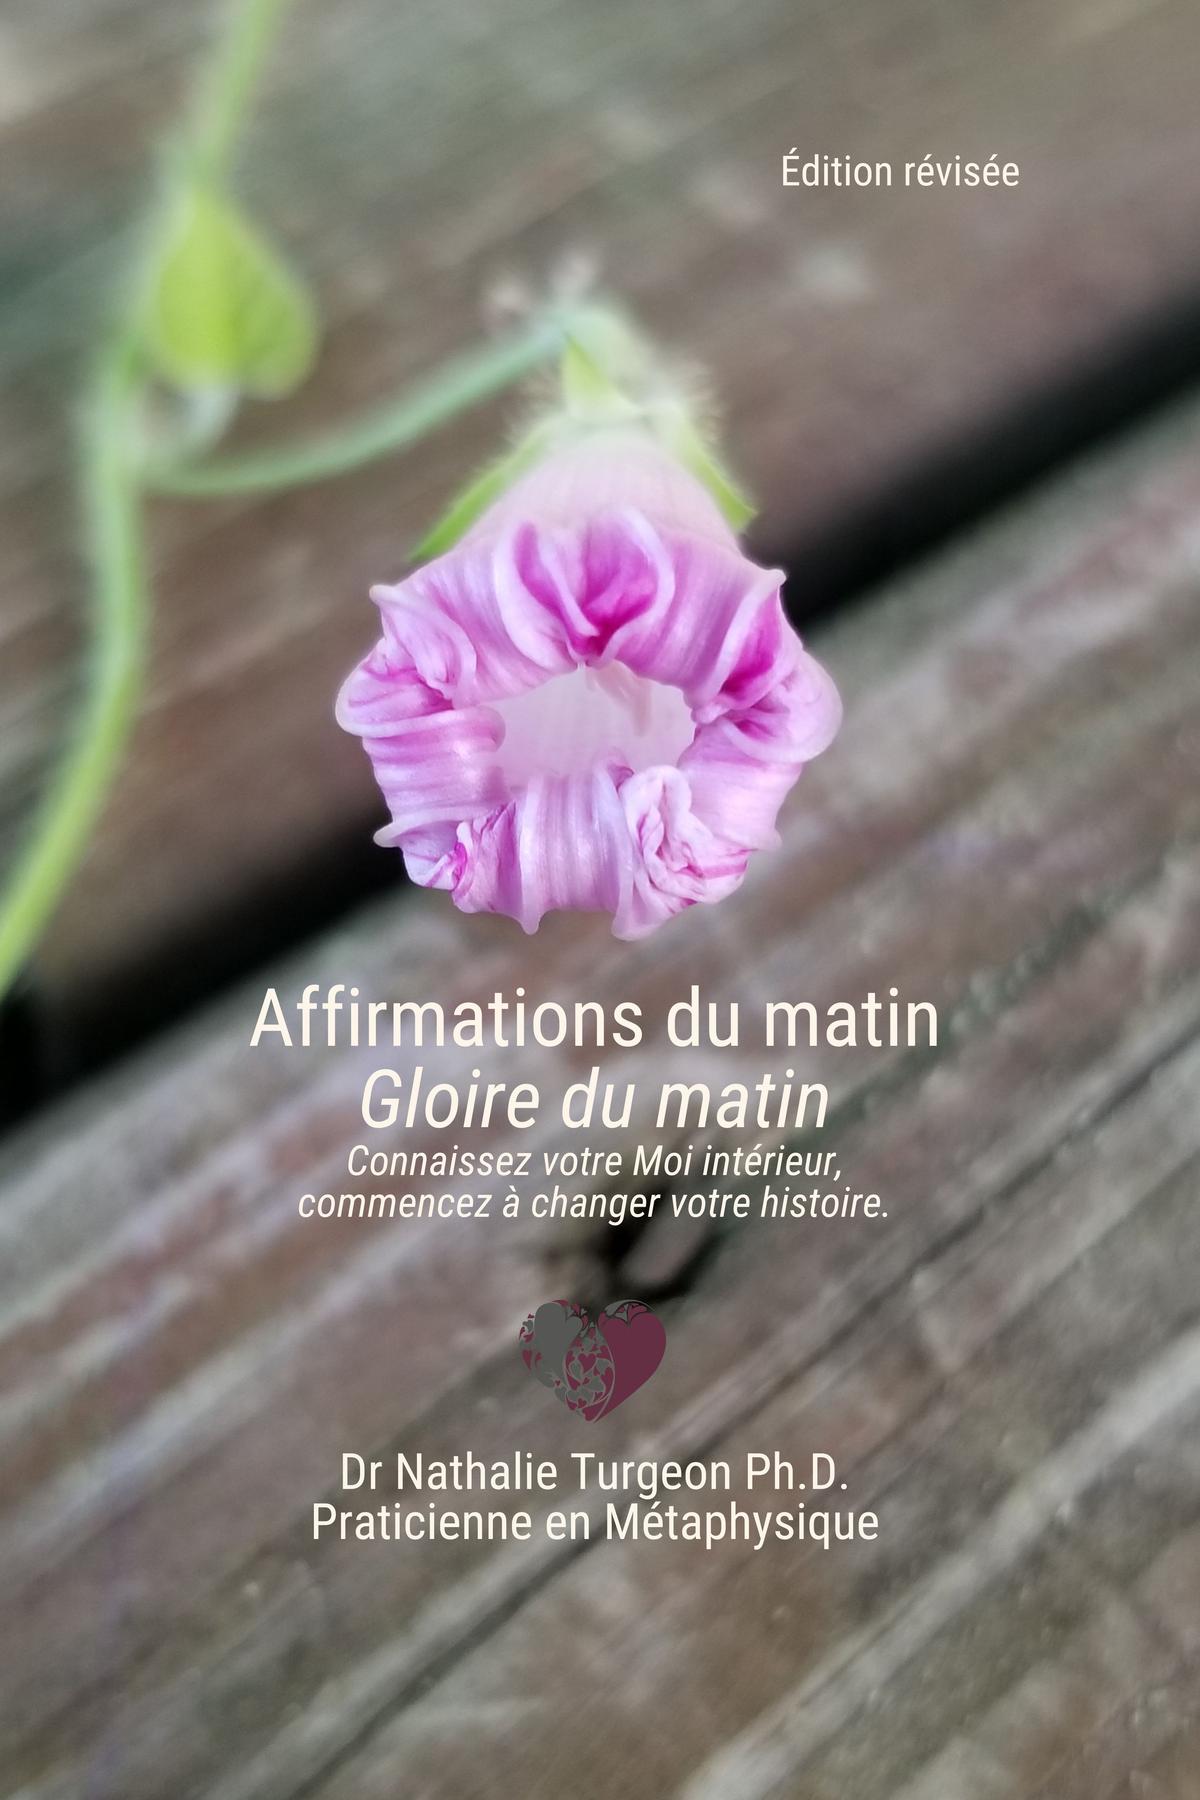 Édition révisée
Affirmations du matin
Gloire du matin
Connaissez votre Moi intérieur,
commencez à changer votre histoire.
Dr Nathalie Turgeon Ph.D.
Praticienne en Métaphysique